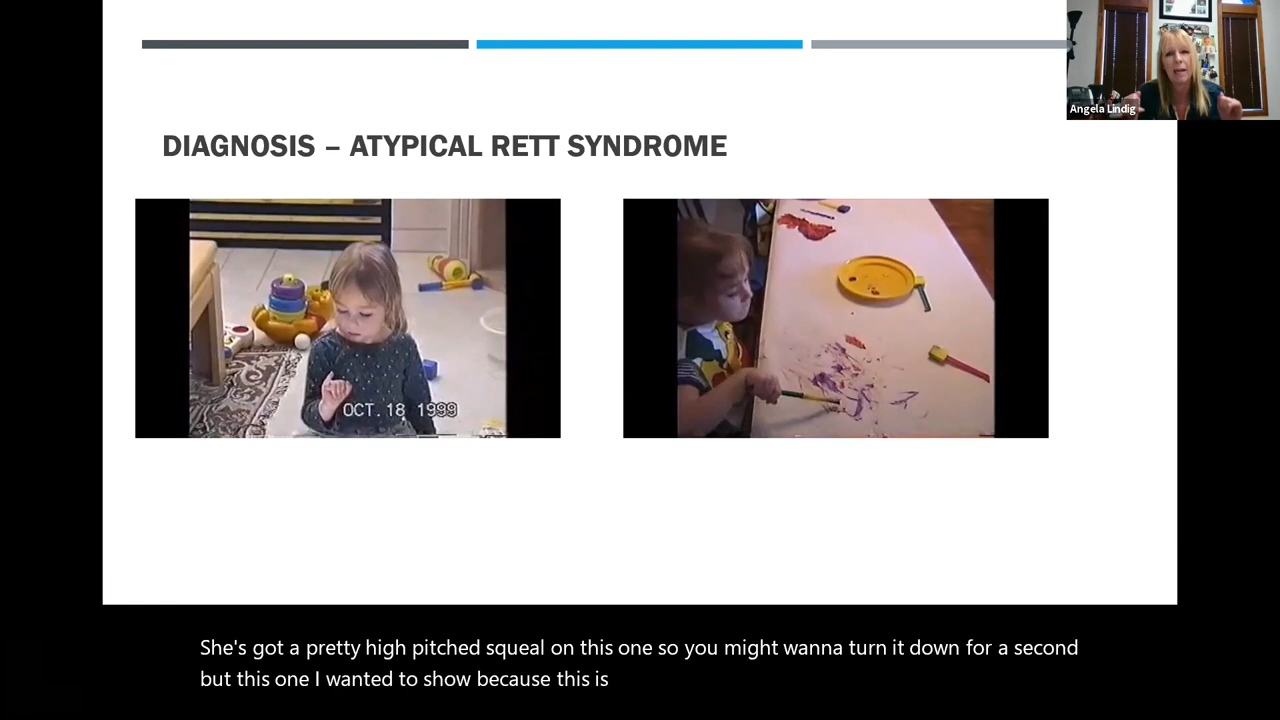 Angela Lindig
DIAGNOSIS – ATYPICAL RETT SYNDROME
OCT. 18 1999
She's got a pretty high pitched squeal on this one so you might wanna turn it down for a second
but this one I wanted to show because this is